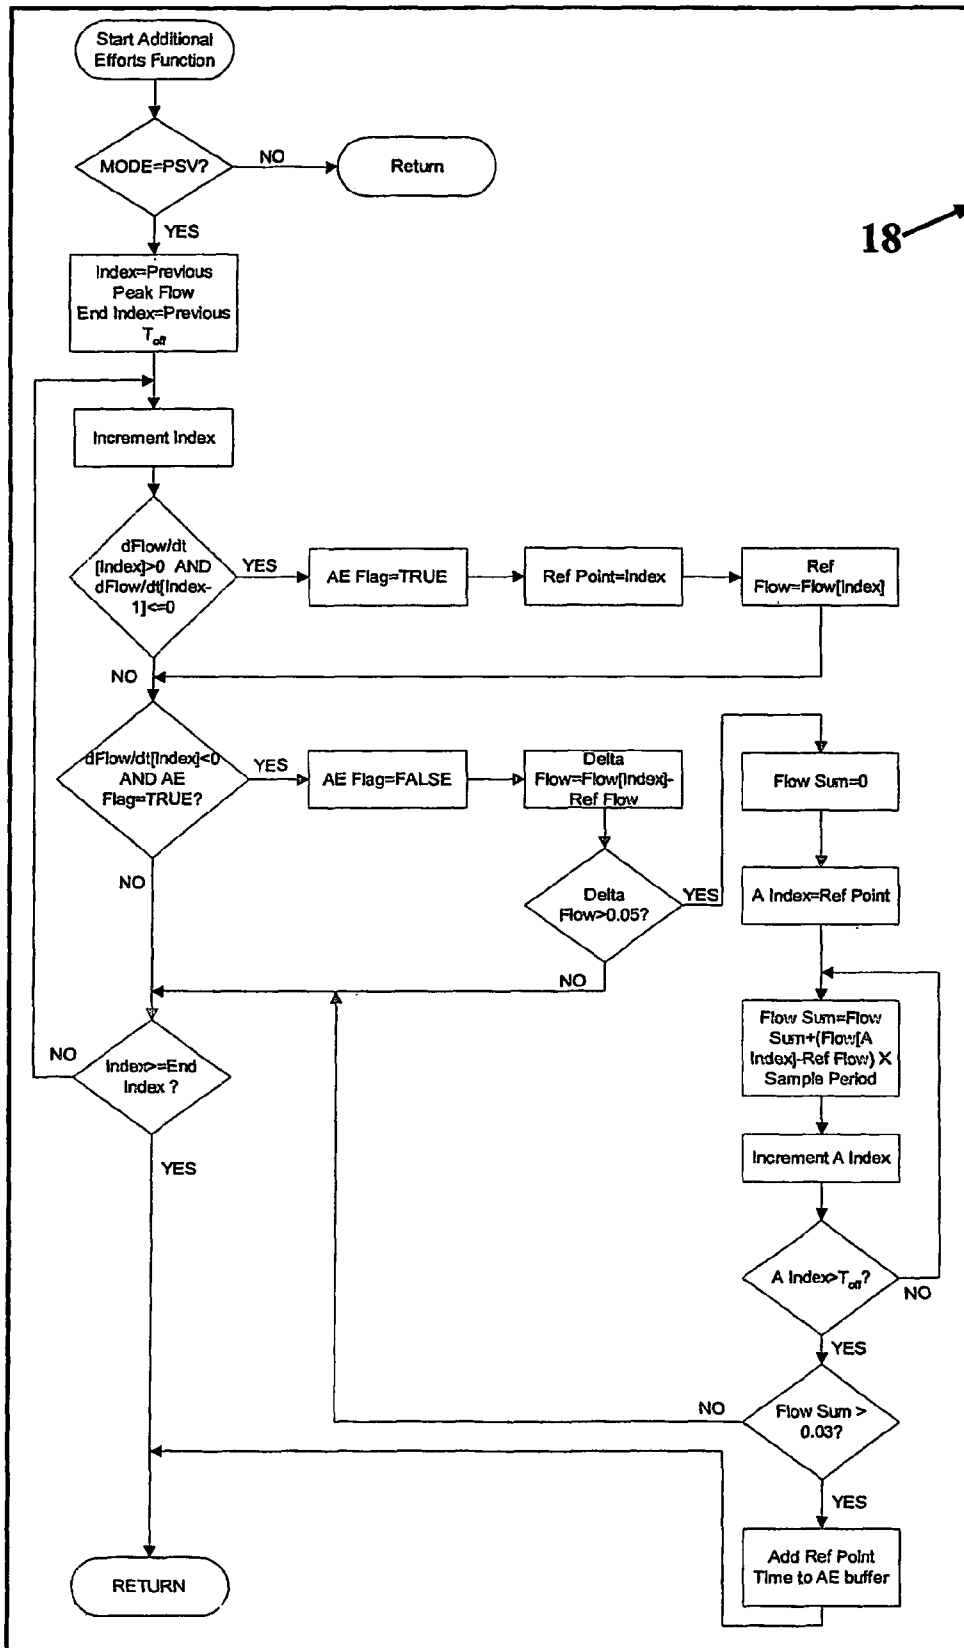 Start Additional
Efforts Function
MODE=PSV?
NO
Return
18
YES
Index=Previous
Peak Flow
End Index=Previous
Toff
Increment Index
dFlow/dt
[Index]>0 AND
dFlow/dt[Index-
1]<=0
YES
AE Flag=TRUE
Ref Point=Index
Ref
Flow=Flow[Index]
NO
dFlow/dt[Index]<0
AND AE
Flag=TRUE?
YES
AE Flag=FALSE
Delta
Flow=Flow[Index]-
Ref Flow
Flow Sum=0
NO
Delta
Flow>0.05?
YES
A Index=Ref Point
NO
Flow Sum=Flow
Sum+(Flow[A
Index]-Ref Flow) X
Sample Period
NO
Index>=End
Index ?
YES
Increment A Index
A Index>Toff?
NO
YES
NO
Flow Sum >
0.03?
YES
Add Ref Point
Time to AE buffer
RETURN